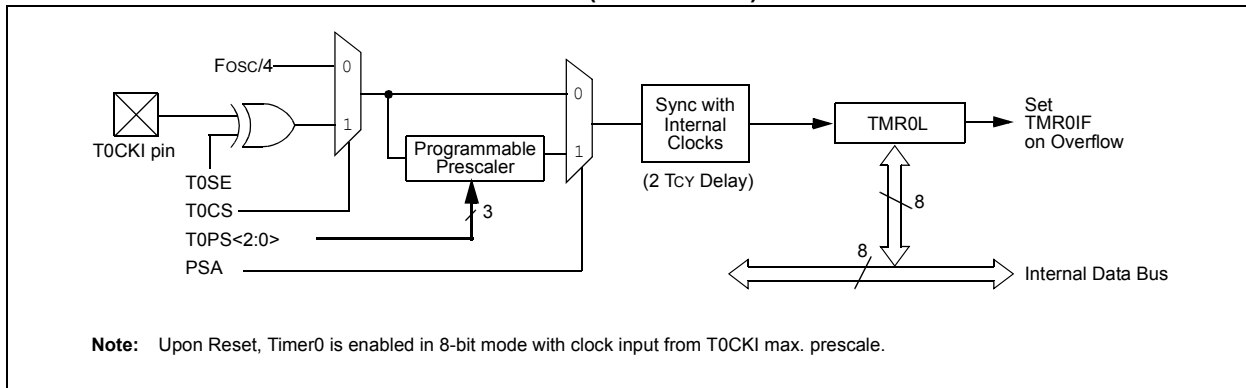 FOSC/4
0
1
T0CKI pin
T0SE
T0CS
T0PS<2:0>
PSA
Programmable
Prescaler
3
0
1
Sync with
Internal
Clocks
(2 TCY Delay)
TMR0L
Set
TMR0IF
on Overflow
8
8
Internal Data Bus
Note: Upon Reset, Timer0 is enabled in 8-bit mode with clock input from T0CKI max. prescale.